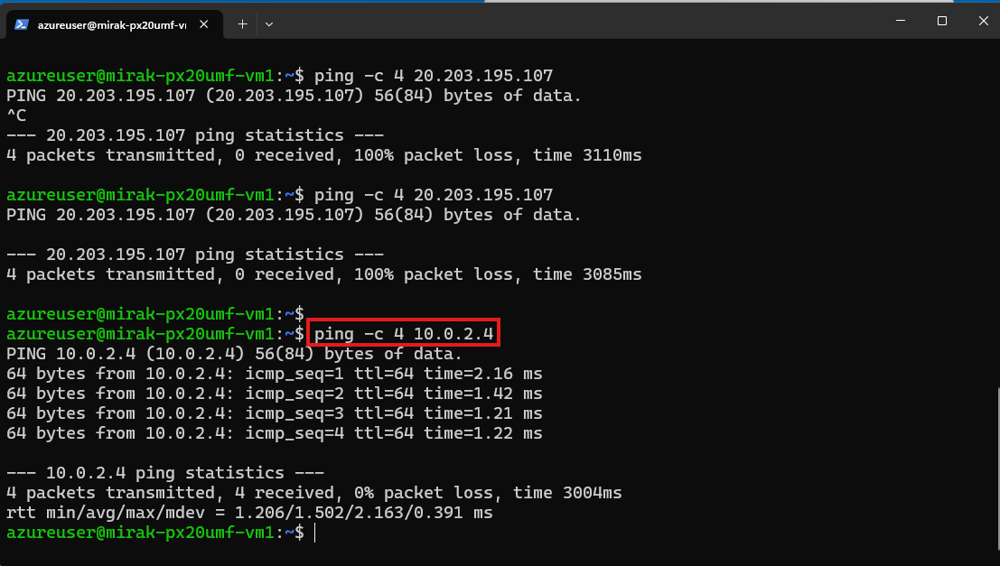 azureuser@mirak-px20umf-vr
azureuser@mirak-px20umf-vm1:~$ ping -c 4 20.203.195.107
PING 20.203.195.107 (20.203.195.107) 56(84) bytes of data.
^C
--- 20.203.195.107 ping statistics ---
4 packets transmitted, 0 received, 100% packet loss, time 3110ms
azureuser@mirak-px20umf-vm1:~$ ping -c 4 20.203.195.107
PING 20.203.195.107 (20.203.195.107) 56(84) bytes of data.
--- 20.203.195.107 ping statistics ---
4 packets transmitted, 0 received, 100% packet loss, time 3085ms
azureuser@mirak-px20umf-vm1:~$
azureuser@mirak-px20umf-vm1:~$ ping -c 4 10.0.2.4
PING 10.0.2.4 (10.0.2.4) 56(84) bytes of data.
64 bytes from 10.0.2.4: icmp_seq=1 ttl=64 time=2.16 ms
64 bytes from 10.0.2.4: icmp_seq=2 ttl=64 time=1.42 ms
64 bytes from 10.0.2.4: icmp_seq=3 ttl=64 time=1.21 ms
64 bytes from 10.0.2.4: icmp_seq=4 ttl=64 time=1.22 ms
--- 10.0.2.4 ping statistics ---
4 packets transmitted, 4 received, 0% packet loss, time 3004ms
rtt min/avg/max/mdev = 1.206/1.502/2.163/0.391 ms
azureuser@mirak-px20umf-vm1:~$